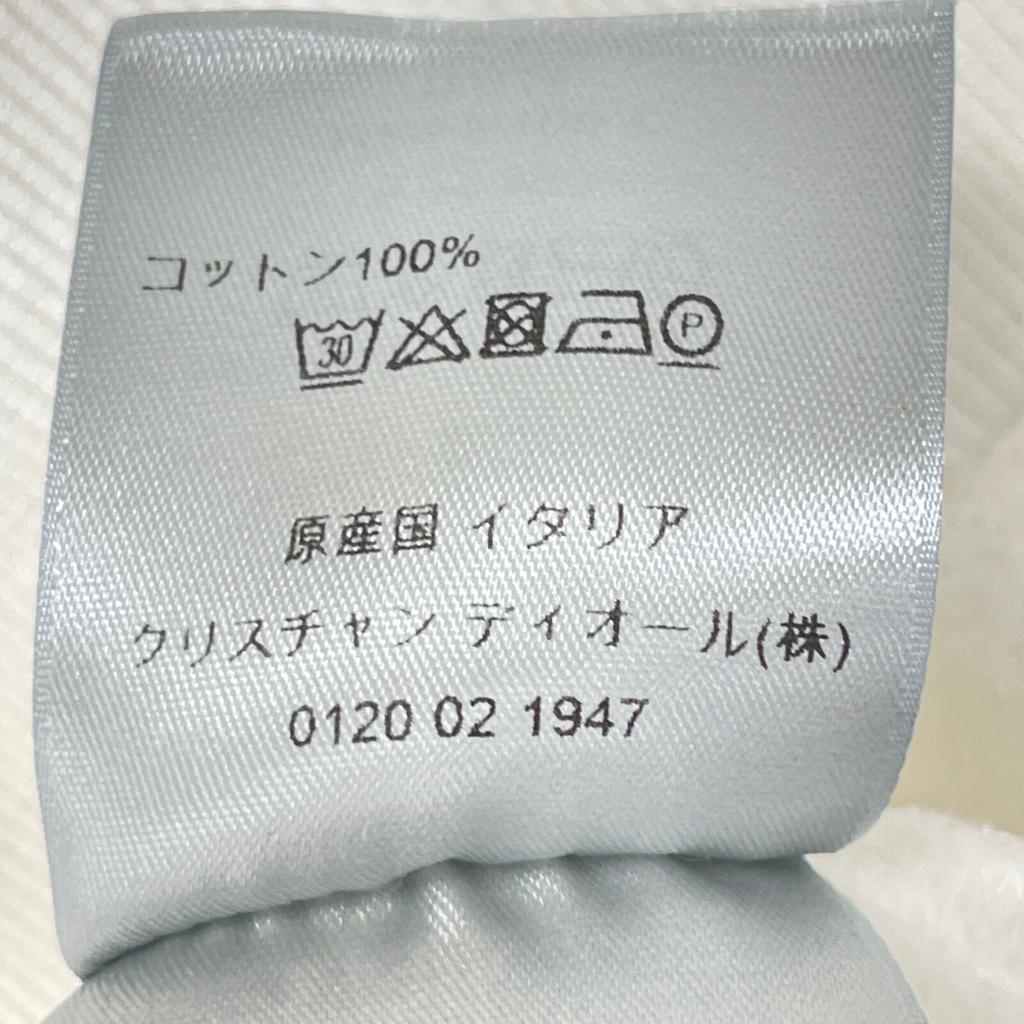 コットン100%
30 P
原産国 イタリア
クリスチャン ディオール(株)
0120 02 1947